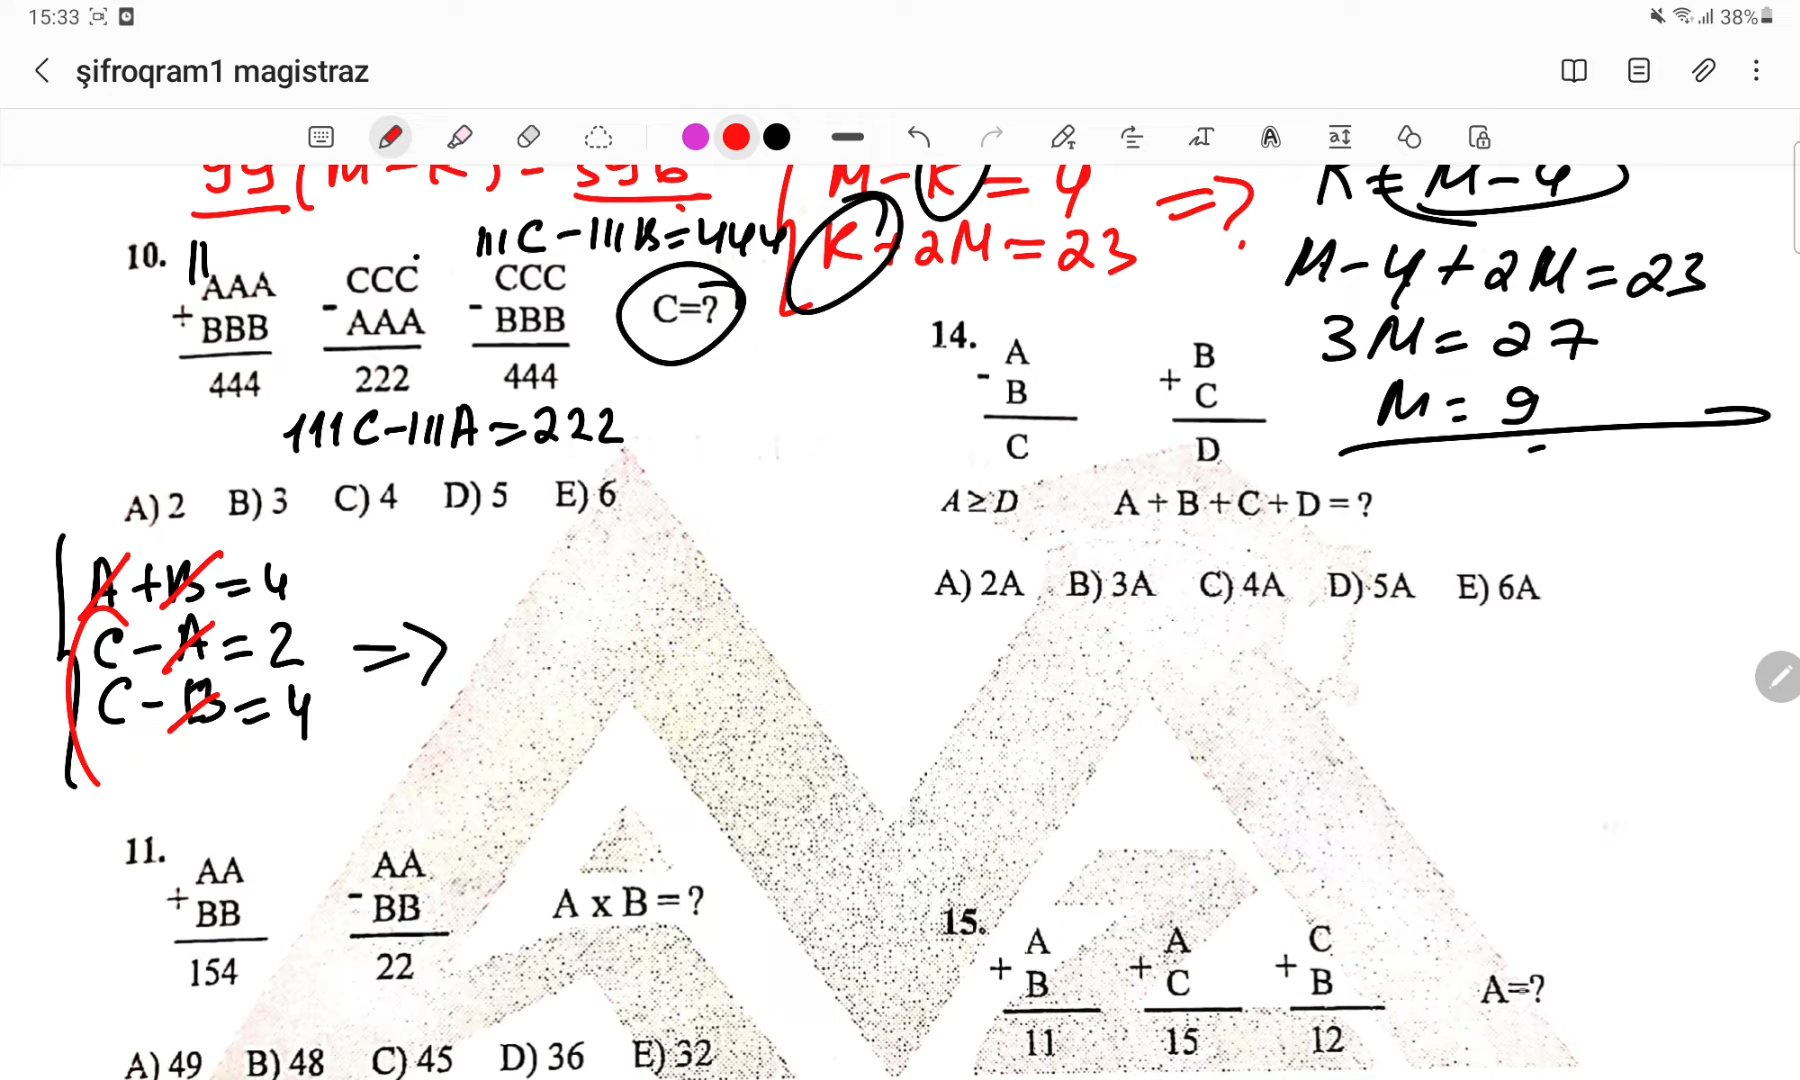 15:33
38%
şifroqram1 magistraz
M - K = 4
=> ?
K + 2M = 23
M - 4 + 2M = 23
3M = 27
M = 9
10.
111C - 111B = 444
AAA
+ BBB
444
CCC
- AAA
222
CCC
- BBB
444
C=?
111C - 111A = 222
A) 2 B) 3 C) 4 D) 5 E) 6
A + B = 4
C - A = 2 =>
C - B = 4
11.
AA
+ BB
154
AA
- BB
22
A x B = ?
A) 49 B) 48 C) 45 D) 36 E) 32
14.
A
- B
C
B
+ C
D
A ≥ D A + B + C + D = ?
A) 2A B) 3A C) 4A D) 5A E) 6A
15.
A
+ B
11
A
+ C
15
C
+ B
12
A=?